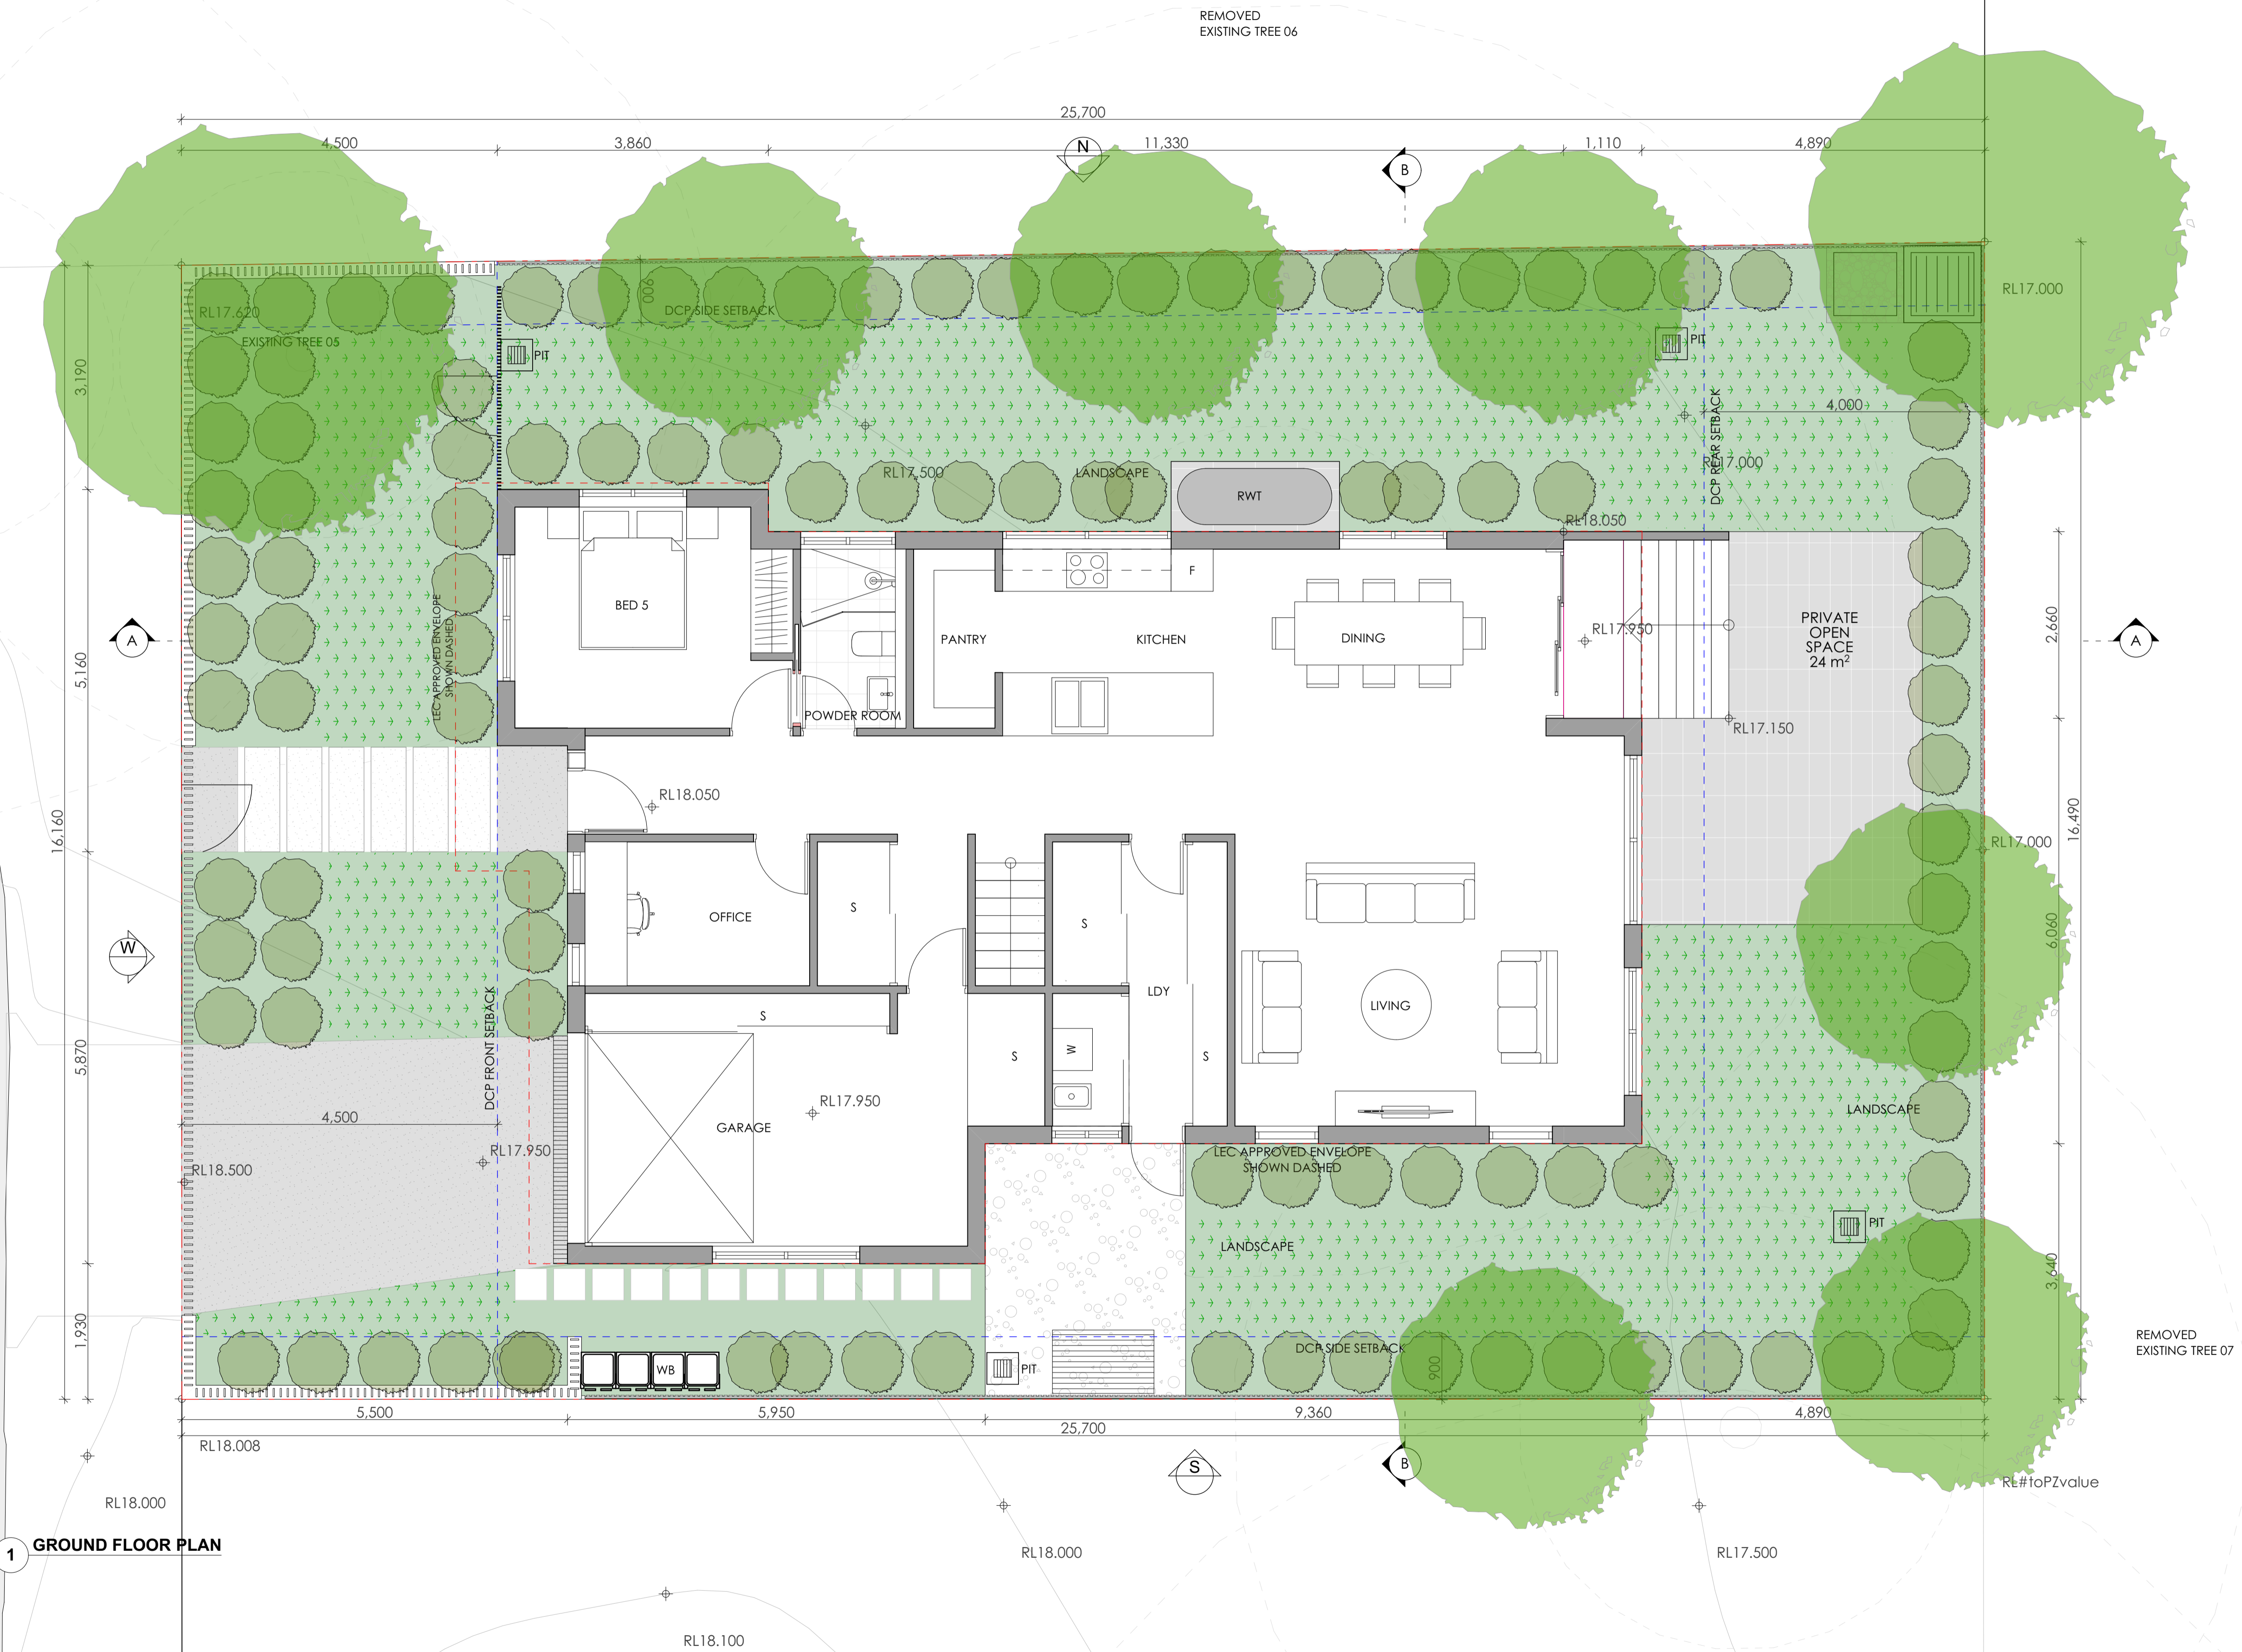 REMOVED
EXISTING TREE 06
25,700
4,500
3,860
11,330
1,110
4,890
N
B
RL17.620
EXISTING TREE 05
900
DCP SIDE SETBACK
RL17.000
PIT
PIT
3,190
4,000
DCP REAR SETBACK
RL17.500
LANDSCAPE
RL17.000
RWT
RL18.050
F
BED 5
PANTRY
KITCHEN
DINING
RL17.950
PRIVATE
OPEN
SPACE
24 m²
2,660
A
A
5,160
LEC APPROVED ENVELOPE
SHOWN DASHED
POWDER ROOM
RL17.150
RL18.050
16,160
16,490
RL17.000
OFFICE
S
S
W
6,060
DCP FRONT SETBACK
LDY
LIVING
S
S
W
S
5,870
4,500
GARAGE
RL17.950
LANDSCAPE
RL17.950
RL18.500
LEC APPROVED ENVELOPE
SHOWN DASHED
PIT
LANDSCAPE
3,640
1,930
DCP SIDE SETBACK
900
WB
PIT
REMOVED
EXISTING TREE 07
5,500
5,950
9,360
4,890
25,700
RL18.008
S
B
RL#toPZvalue
RL18.000
1
GROUND FLOOR PLAN
RL18.000
RL17.500
RL18.100